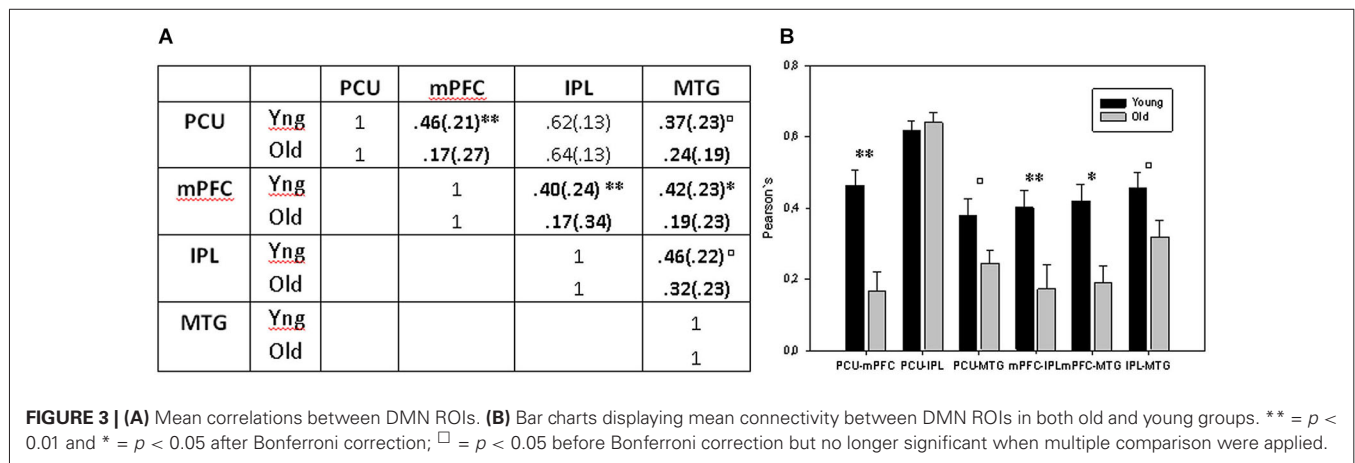 A
PCU mPFC IPL MTG
PCU Yng 1 .46(.21)** .62(.13) .37(.23)□
Old 1 .17(.27) .64(.13) .24(.19)
mPFC Yng 1 .40(.24) ** .42(.23)*
Old 1 .17(.34) .19(.23)
IPL Yng 1 .46(.22)□
Old 1 .32(.23)
MTG Yng 1
Old 1
B
0,8
0,6
0,4
0,2
0,0
Pearson`s
Young
Old
** □ ** * □
PCU-mPFC PCU-IPL PCU-MTG mPFC-IPL mPFC-MTG IPL-MTG
FIGURE 3 | (A) Mean correlations between DMN ROIs. (B) Bar charts displaying mean connectivity between DMN ROIs in both old and young groups. ** = p <
0.01 and * = p < 0.05 after Bonferroni correction; □ = p < 0.05 before Bonferroni correction but no longer significant when multiple comparison were applied.